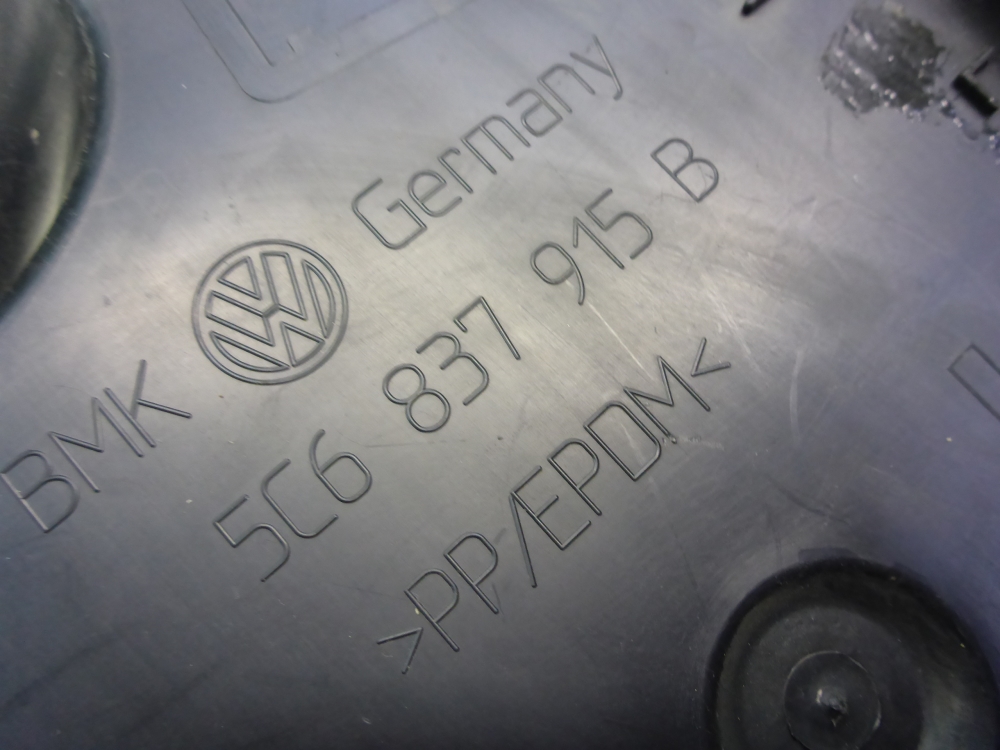 Germany
BMK
5C6 837 915 B
>PP/EPDM<